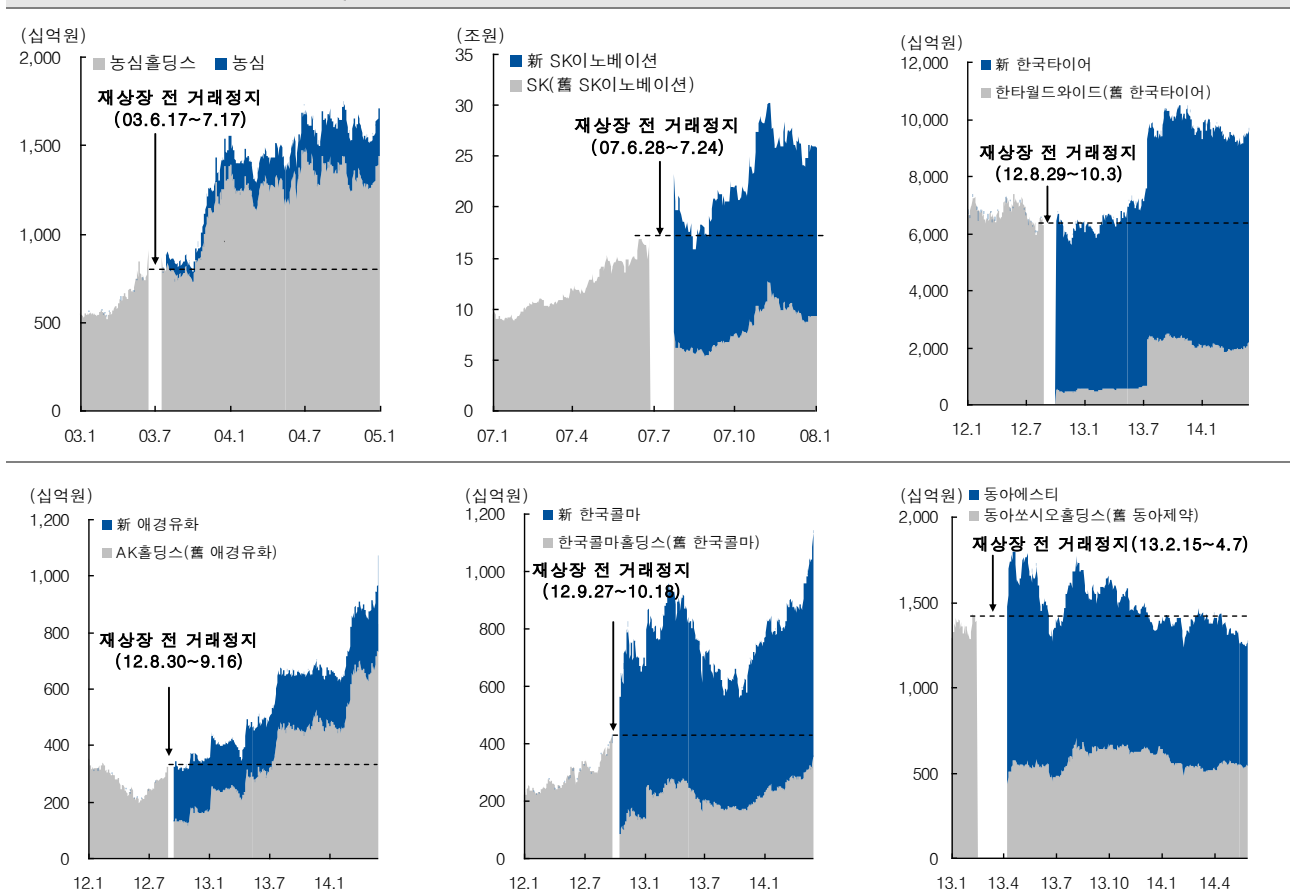 (십억원)
농심홀딩스 농심
재상장 전 거래정지
(03.6.17~7.17)
2,000
1,500
1,000
500
0
03.1 03.7 04.1 04.7 05.1
(조원)
新 SK이노베이션
SK(舊 SK이노베이션)
재상장 전 거래정지
(07.6.28~7.24)
35
30
25
20
15
10
5
0
07.1 07.4 07.7 07.10 08.1
(십억원)
新 한국타이어
한타월드와이드(舊 한국타이어)
재상장 전 거래정지
(12.8.29~10.3)
12,000
10,000
8,000
6,000
4,000
2,000
0
12.1 12.7 13.1 13.7 14.1
(십억원)
新 애경유화
AK홀딩스(舊 애경유화)
재상장 전 거래정지
(12.8.30~9.16)
1,200
1,000
800
600
400
200
0
12.1 12.7 13.1 13.7 14.1
(십억원)
新 한국콜마
한국콜마홀딩스(舊 한국콜마)
재상장 전 거래정지
(12.9.27~10.18)
1,200
1,000
800
600
400
200
0
12.1 12.7 13.1 13.7 14.1
(십억원)
동아에스티
동아쏘시오홀딩스(舊 동아제약)
재상장 전 거래정지(13.2.15~4.7)
2,000
1,500
1,000
500
0
13.1 13.4 13.7 13.10 14.1 14.4